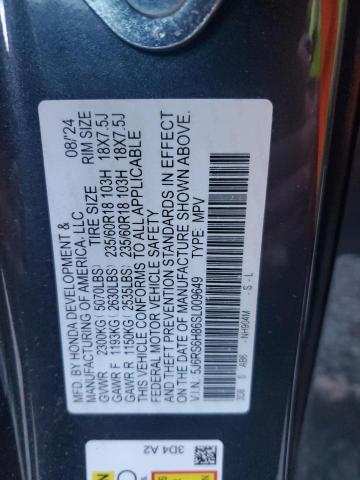 MFD. BY HONDA DEVELOPMENT & 08/'24
MANUFACTURING OF AMERICA, LLC
TIRE SIZE RIM SIZE
GVWR 2300KG( 5070LBS)
GAWR F 1193KG( 2630LBS) 235/60R18 103H 18X7.5J
GAWR R 1150KG( 2535LBS) 235/60R18 103H 18X7.5J
THIS VEHICLE CONFORMS TO ALL APPLICABLE
FEDERAL MOTOR VEHICLE SAFETY
AND THEFT PREVENTION STANDARDS IN EFFECT
ON THE DATE OF MANUFACTURE SHOWN ABOVE.
V.I.N. 5J6RS6H86SL009649 TYPE: MPV
S AB6 NH904M - S - L
3D4 A2